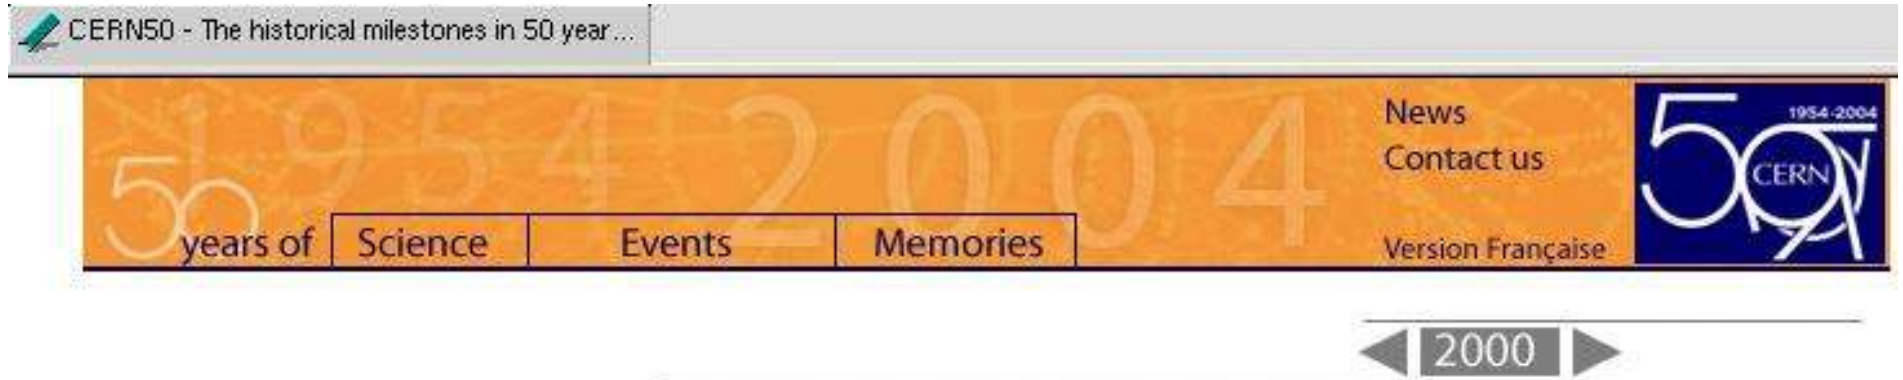 CERN50 - The historical milestones in 50 year...
1954 2004
50 years of
Science
Events
Memories
News
Contact us
Version Française
50
1954-2004
CERN
2000